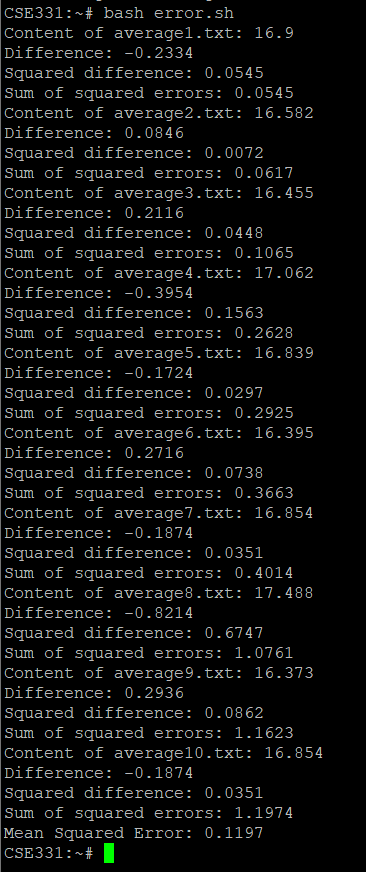 CSE331:~# bash error.sh
Content of average1.txt: 16.9
Difference: -0.2334
Squared difference: 0.0545
Sum of squared errors: 0.0545
Content of average2.txt: 16.582
Difference: 0.0846
Squared difference: 0.0072
Sum of squared errors: 0.0617
Content of average3.txt: 16.455
Difference: 0.2116
Squared difference: 0.0448
Sum of squared errors: 0.1065
Content of average4.txt: 17.062
Difference: -0.3954
Squared difference: 0.1563
Sum of squared errors: 0.2628
Content of average5.txt: 16.839
Difference: -0.1724
Squared difference: 0.0297
Sum of squared errors: 0.2925
Content of average6.txt: 16.395
Difference: 0.2716
Squared difference: 0.0738
Sum of squared errors: 0.3663
Content of average7.txt: 16.854
Difference: -0.1874
Squared difference: 0.0351
Sum of squared errors: 0.4014
Content of average8.txt: 17.488
Difference: -0.8214
Squared difference: 0.6747
Sum of squared errors: 1.0761
Content of average9.txt: 16.373
Difference: 0.2936
Squared difference: 0.0862
Sum of squared errors: 1.1623
Content of average10.txt: 16.854
Difference: -0.1874
Squared difference: 0.0351
Sum of squared errors: 1.1974
Mean Squared Error: 0.1197
CSE331:~#